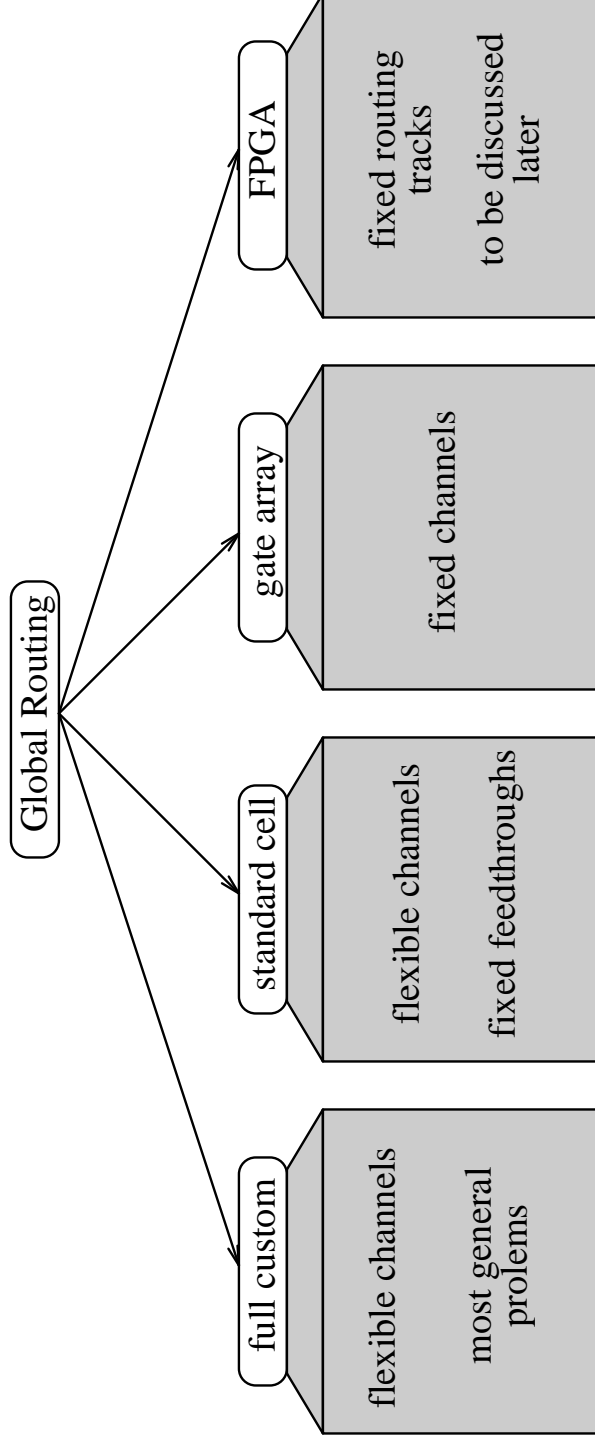 Global Routing
full custom
standard cell
gate array
FPGA
flexible channels
most general
prolems
flexible channels
fixed feedthroughs
fixed channels
fixed routing
tracks
to be discussed
later